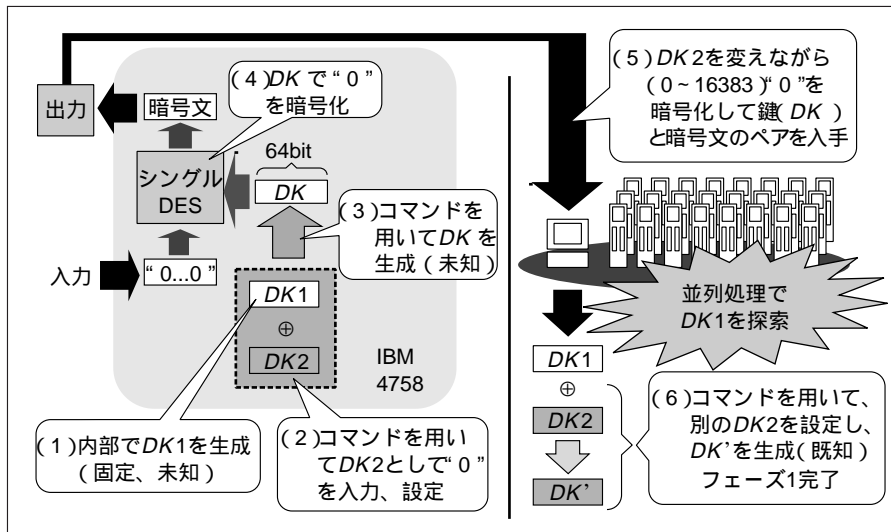 (4)DK で“0”
を暗号化
出力
暗号文
64bit
シングル
DES
DK
(3)コマンドを
用いてDK を
生成(未知)
入力
“0...0”
DK1
⊕
DK2
IBM
4758
(1)内部でDK1を生成
(固定、未知)
(2)コマンドを用い
てDK2として“0”
を入力、設定
(5)DK2を変えながら
(0~16383)“0”を
暗号化して鍵(DK)
と暗号文のペアを入手
並列処理で
DK1を探索
DK1
⊕
DK2
DK’
(6)コマンドを用いて、
別のDK2を設定し、
DK’を生成(既知)
フェーズ1完了